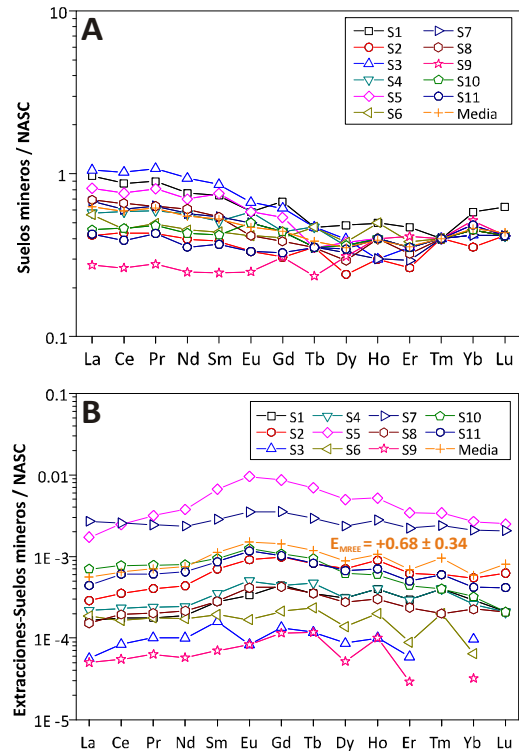 A
Suelos mineros / NASC
10
1
0.1
S1 S7
S2 S8
S3 S9
S4 S10
S5 S11
S6 Media
La Ce Pr Nd Sm Eu Gd Tb Dy Ho Er Tm Yb Lu
B
Extracciones-Suelos mineros / NASC
0.1
0.01
1E-3
1E-4
1E-5
S1 S4 S7 S10
S2 S5 S8 S11
S3 S6 S9 Media
EMREE = +0.68 ± 0.34
La Ce Pr Nd Sm Eu Gd Tb Dy Ho Er Tm Yb Lu